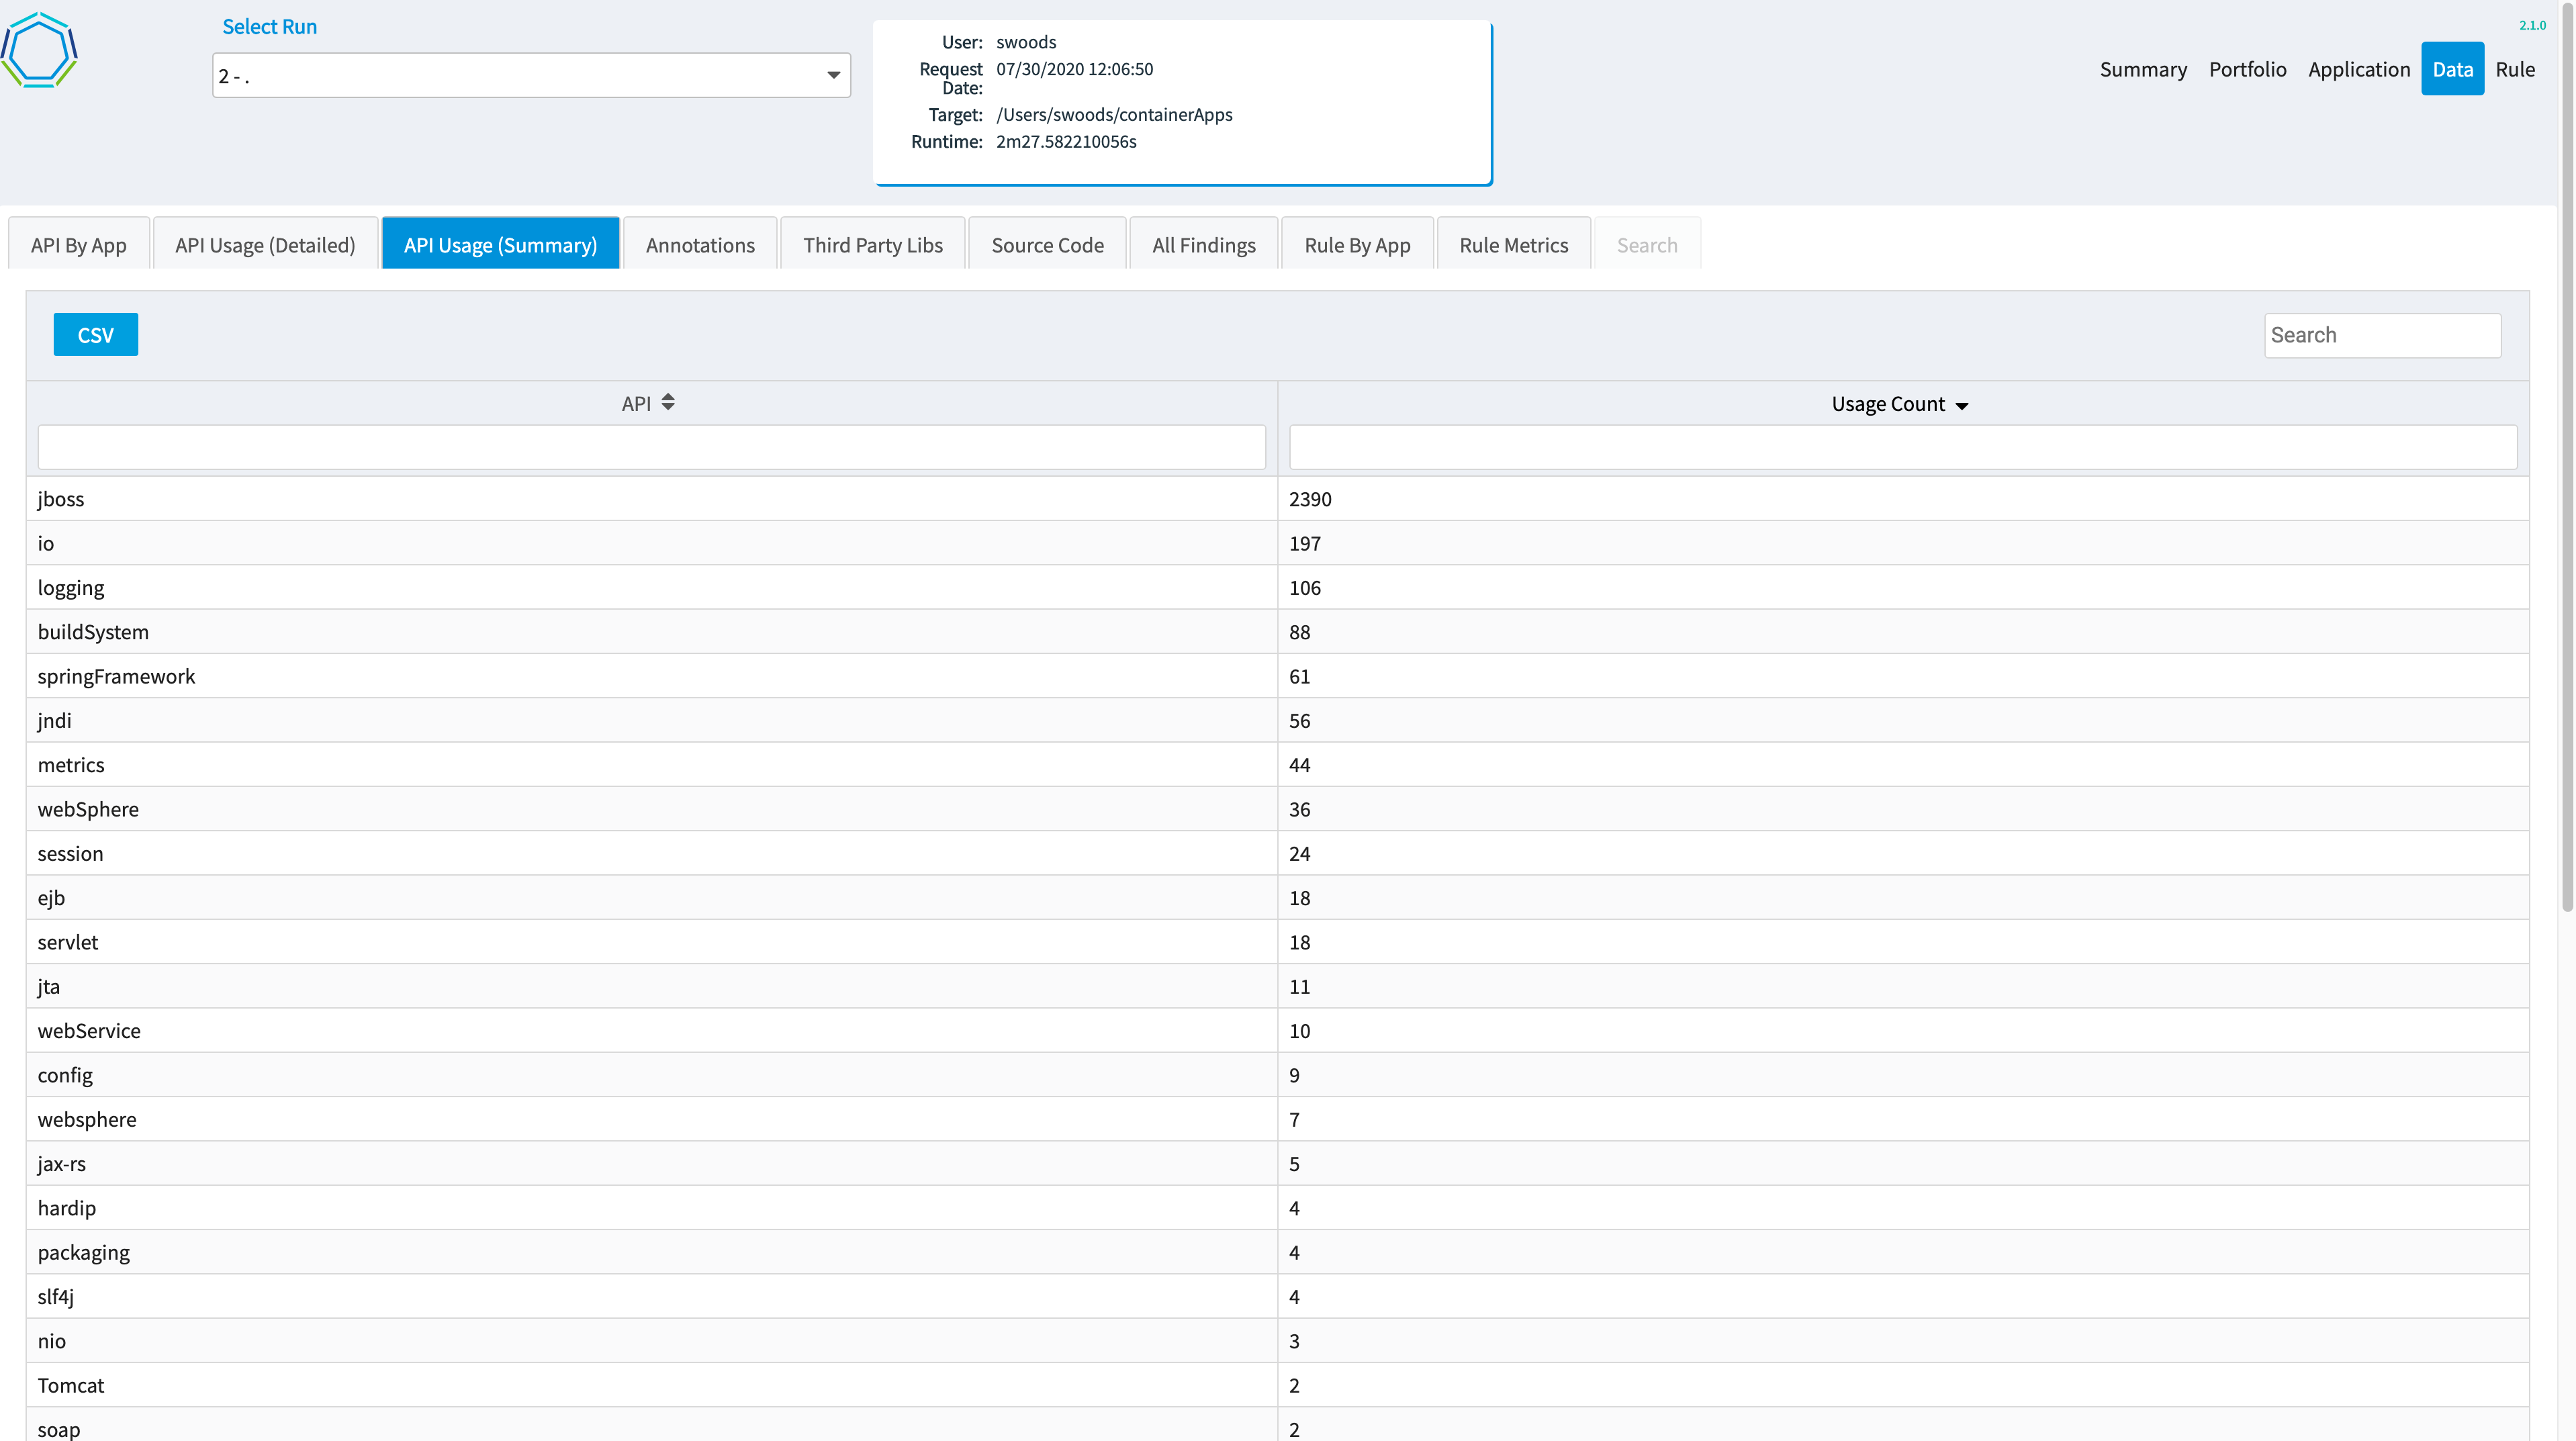 Select Run
2 - .
User: swoods
Request Date: 07/30/2020 12:06:50
Target: /Users/swoods/containerApps
Runtime: 2m27.582210056s
2.1.0
Summary Portfolio Application Data Rule
API By App API Usage (Detailed) API Usage (Summary) Annotations Third Party Libs Source Code All Findings Rule By App Rule Metrics Search
CSV Search
API Usage Count
jboss 2390
io 197
logging 106
buildSystem 88
springFramework 61
jndi 56
metrics 44
webSphere 36
session 24
ejb 18
servlet 18
jta 11
webService 10
config 9
websphere 7
jax-rs 5
hardip 4
packaging 4
slf4j 4
nio 3
Tomcat 2
soap 2